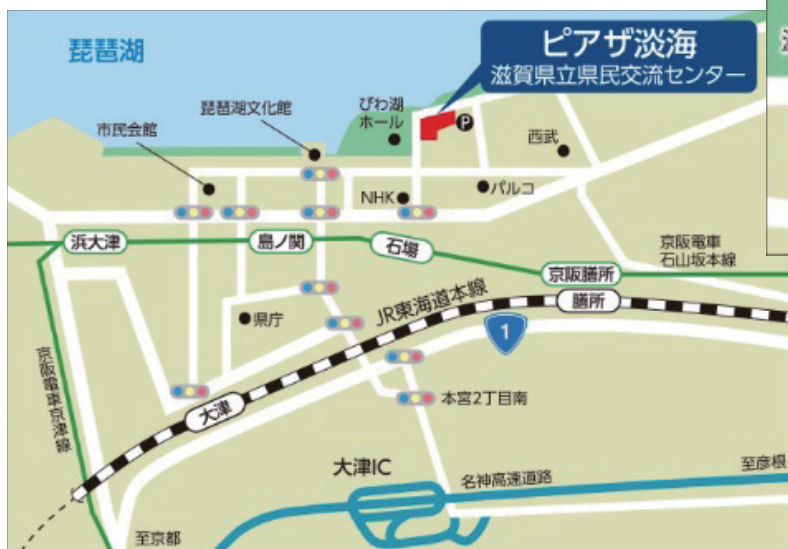 琵琶湖
ピアザ淡海
滋賀県立県民交流センター
琵琶湖文化館
びわ湖
ホール
P
市民会館
西武
NHK
パルコ
浜大津
島ノ関
石場
京阪電車
石山坂本線
京阪膳所
膳所
JR東海道本線
県庁
1
京阪電車京津線
大津
本宮2丁目南
大津IC
名神高速道路
至彦根
至京都